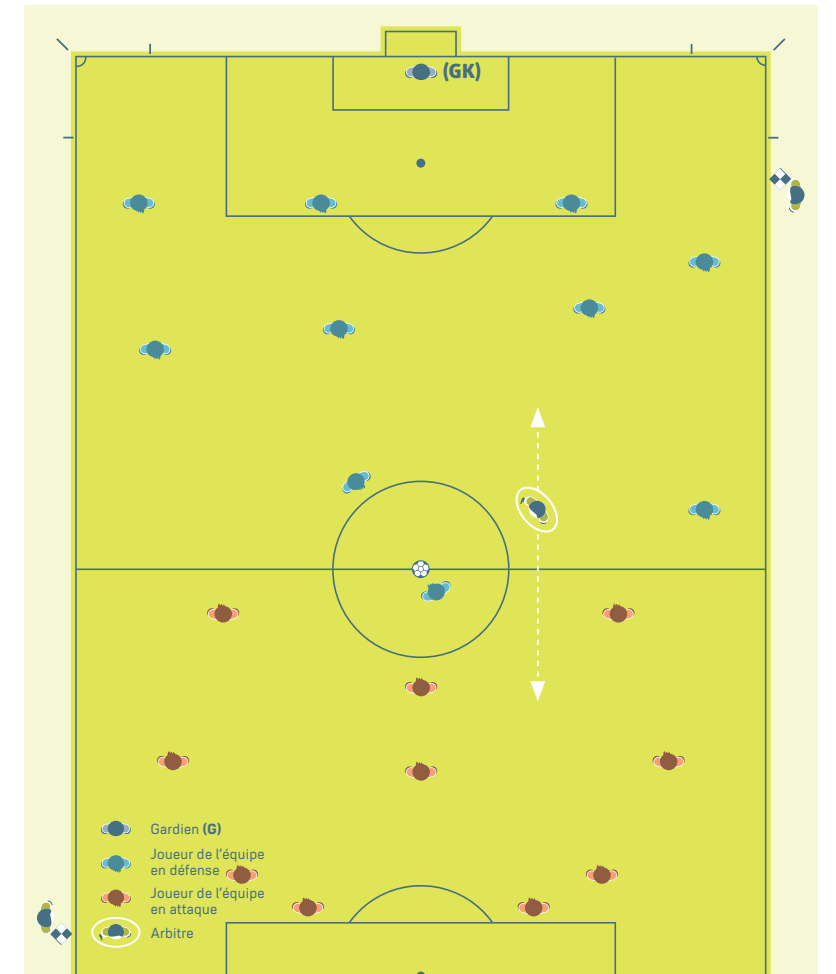 (GK)
Gardien (G)
Joueur de l'équipe
en défense
Joueur de l'équipe
en attaque
Arbitre